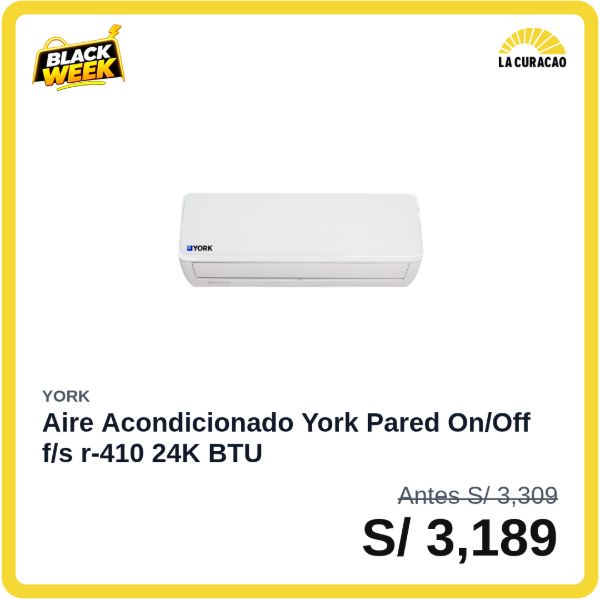 BLACK
WEEK
LA CURACAO
YORK
YORK
Aire Acondicionado York Pared On/Off
f/s r-410 24K BTU
Antes S/ 3,309
S/ 3,189